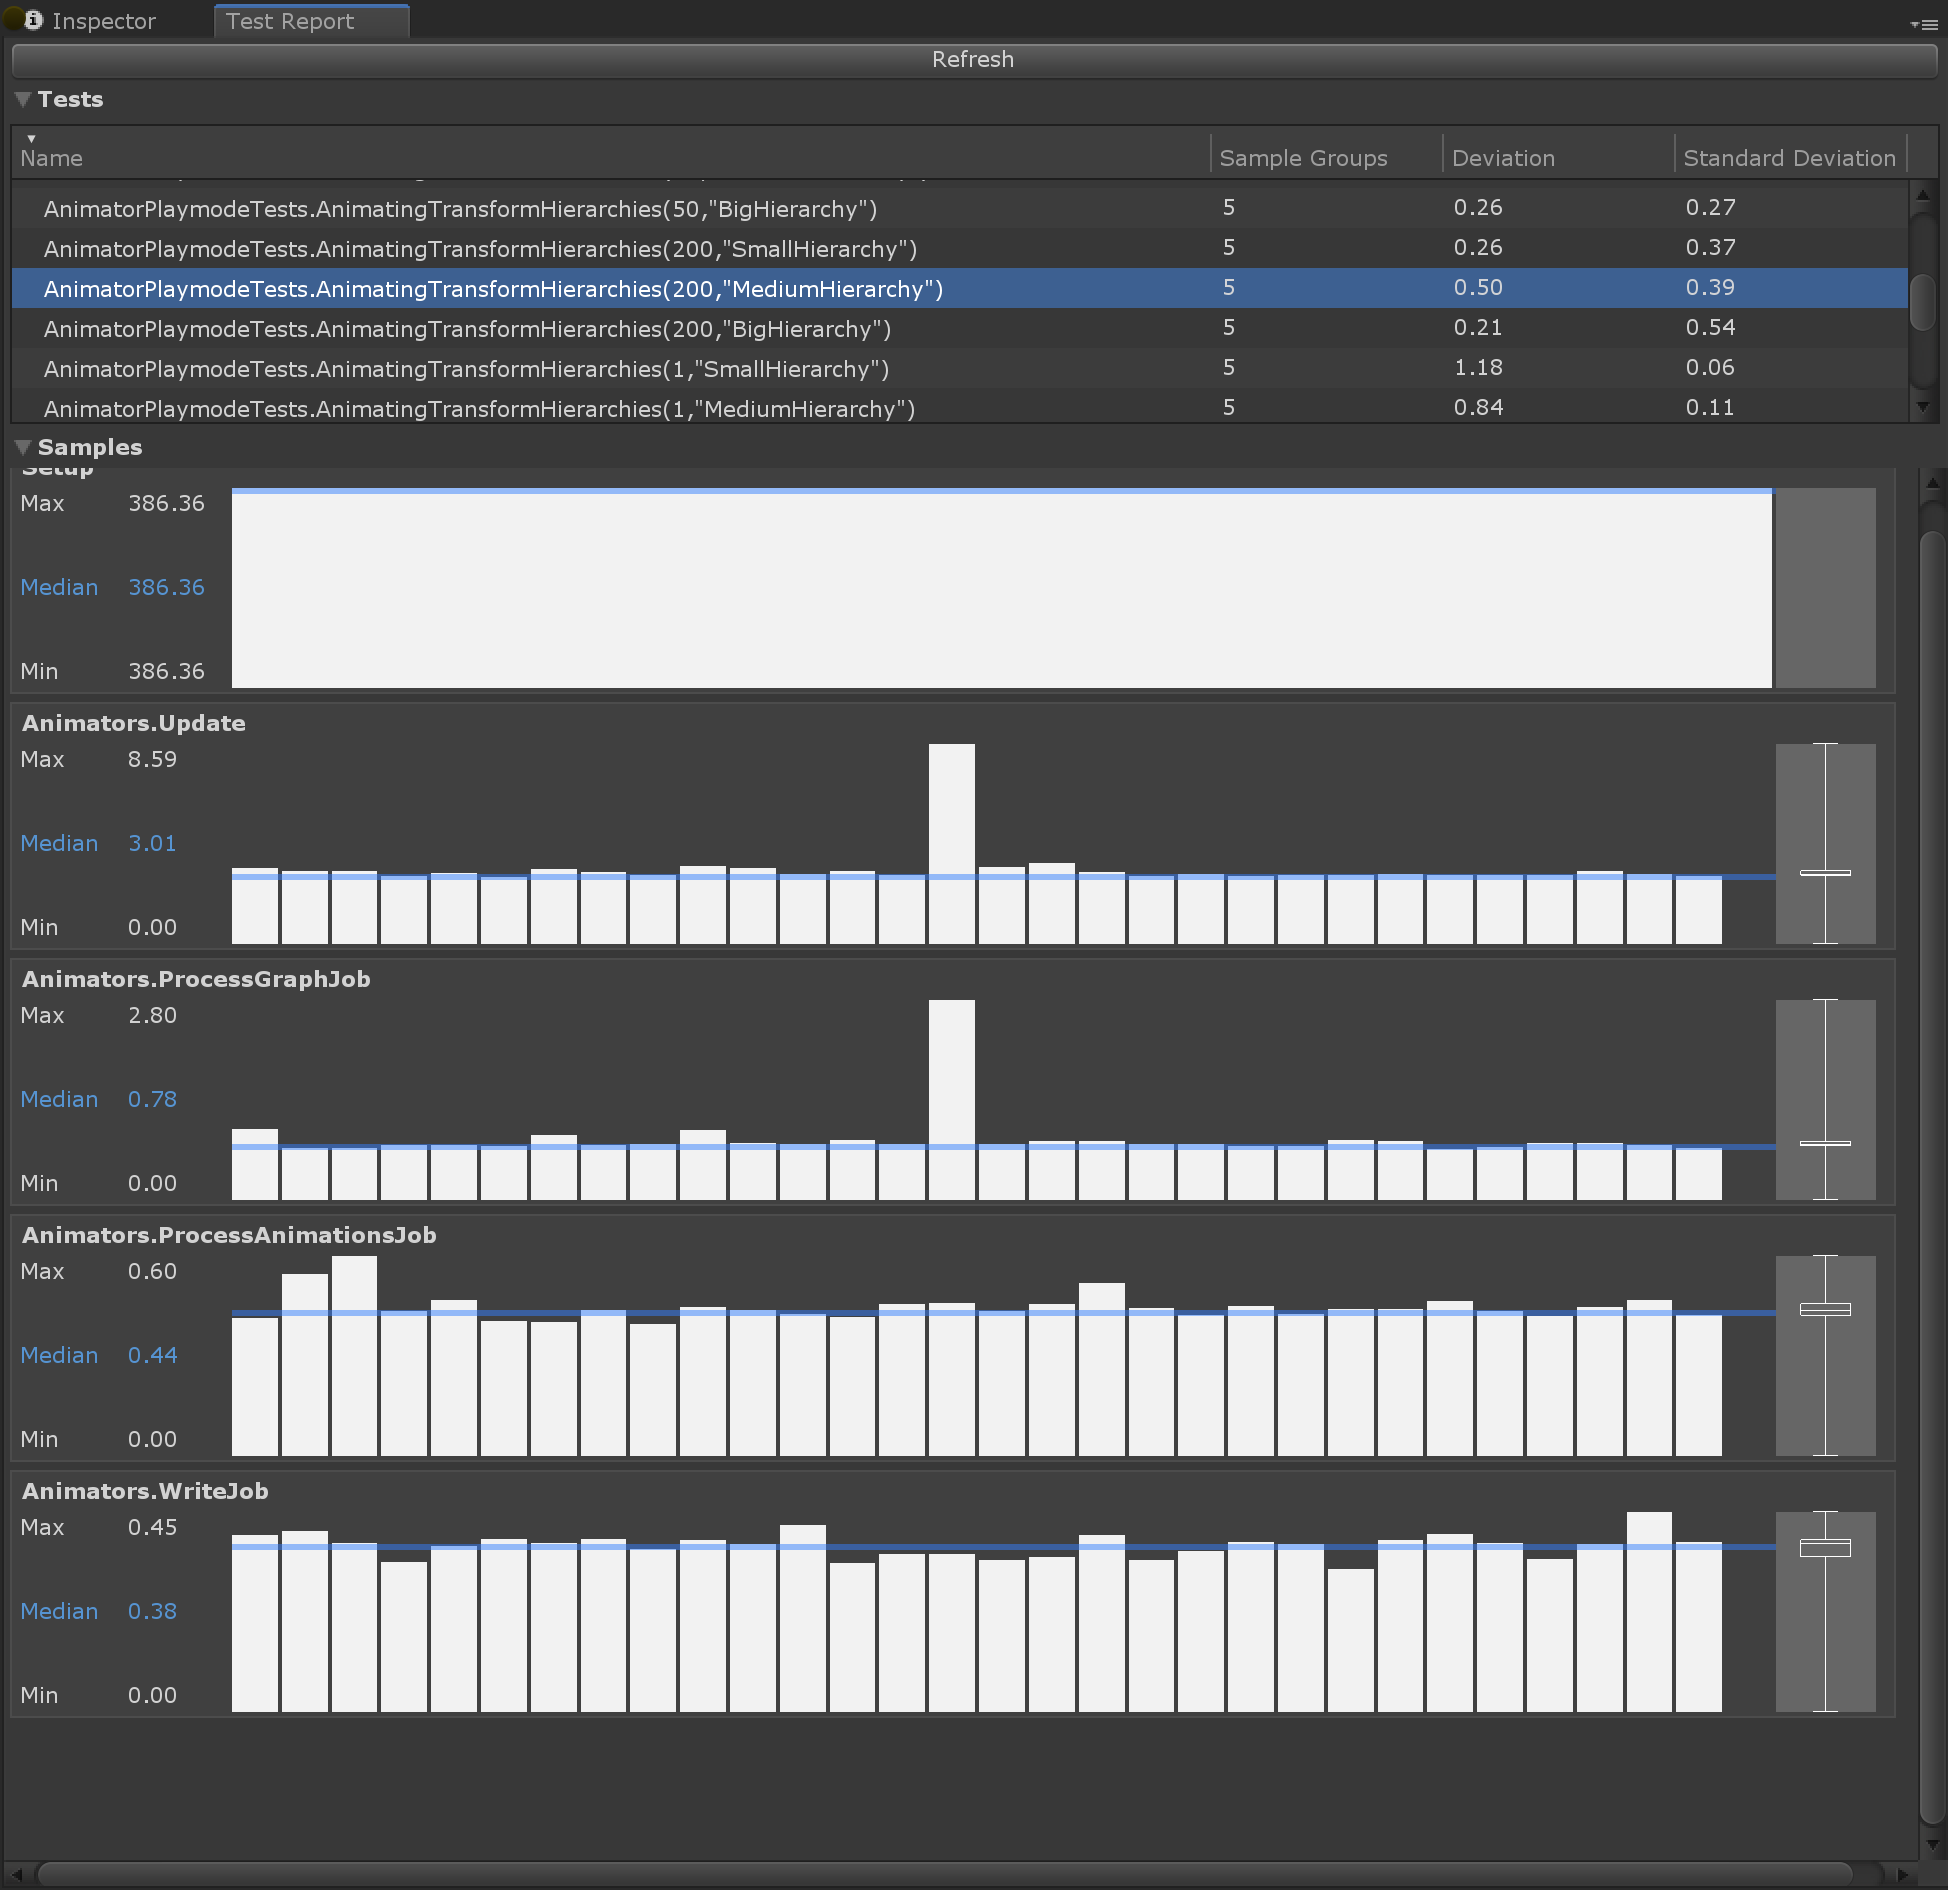 Inspector Test Report
Refresh
Tests
Name Sample Groups Deviation Standard Deviation
AnimatorPlaymodeTests.AnimatingTransformHierarchies(50,"BigHierarchy") 5 0.26 0.27
AnimatorPlaymodeTests.AnimatingTransformHierarchies(200,"SmallHierarchy") 5 0.26 0.37
AnimatorPlaymodeTests.AnimatingTransformHierarchies(200,"MediumHierarchy") 5 0.50 0.39
AnimatorPlaymodeTests.AnimatingTransformHierarchies(200,"BigHierarchy") 5 0.21 0.54
AnimatorPlaymodeTests.AnimatingTransformHierarchies(1,"SmallHierarchy") 5 1.18 0.06
AnimatorPlaymodeTests.AnimatingTransformHierarchies(1,"MediumHierarchy") 5 0.84 0.11
Samples
Setup
Max 386.36
Median 386.36
Min 386.36
Animators.Update
Max 8.59
Median 3.01
Min 0.00
Animators.ProcessGraphJob
Max 2.80
Median 0.78
Min 0.00
Animators.ProcessAnimationsJob
Max 0.60
Median 0.44
Min 0.00
Animators.WriteJob
Max 0.45
Median 0.38
Min 0.00